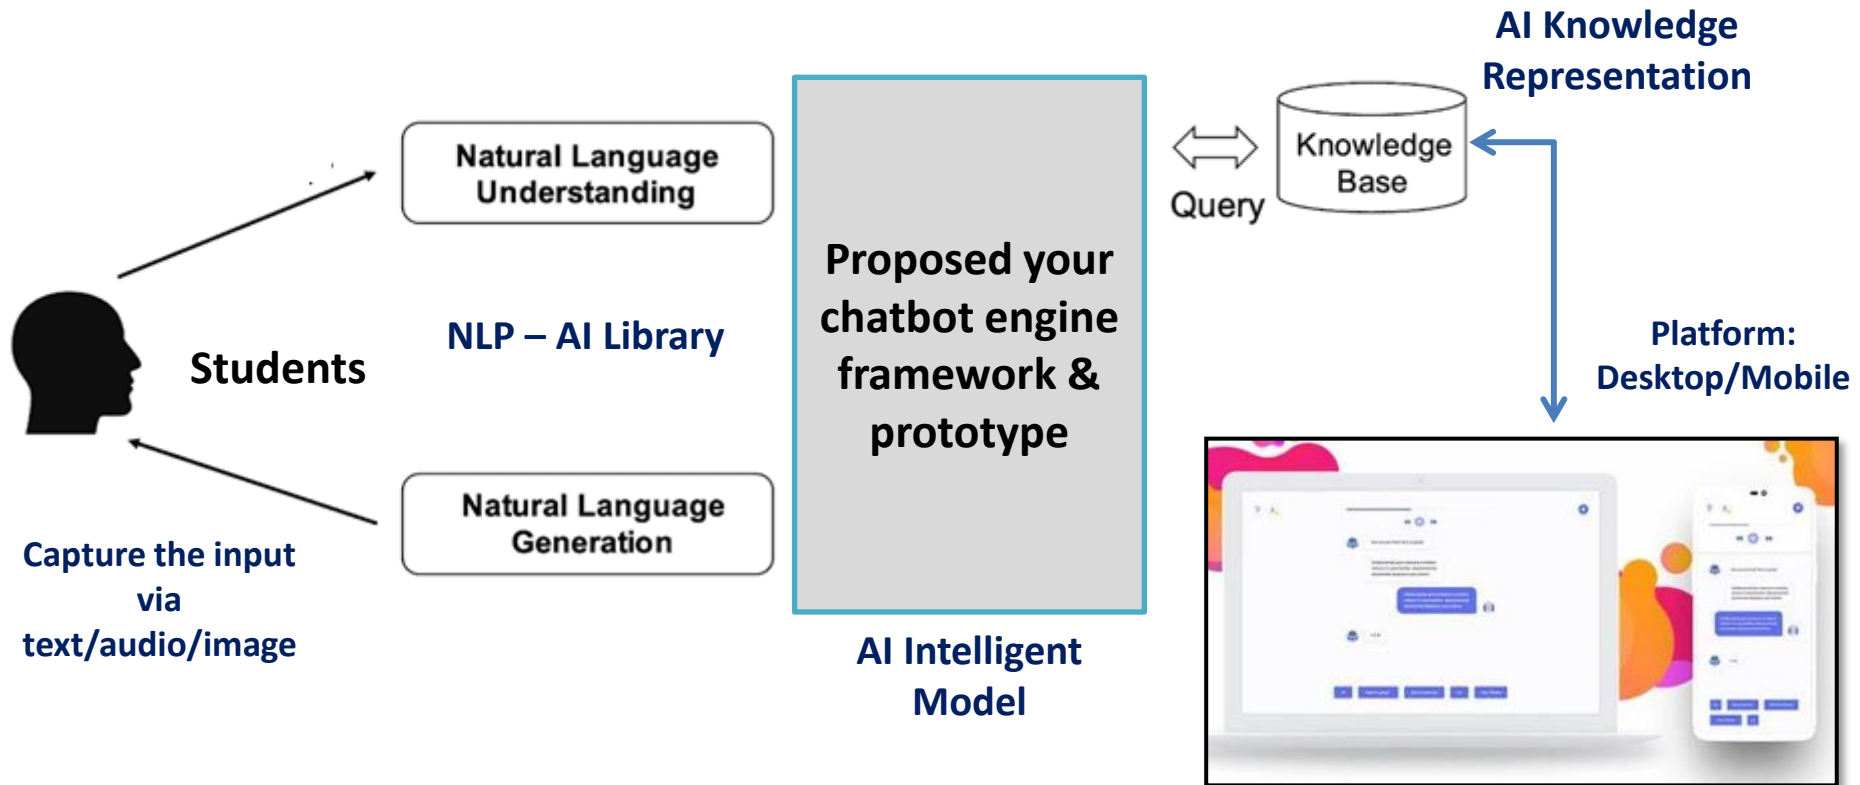 AI Knowledge
Representation
Natural Language
Understanding
Knowledge
Base
Query
Proposed your
chatbot engine
framework &
prototype
NLP – AI Library
Students
Platform:
Desktop/Mobile
Natural Language
Generation
Capture the input
via
text/audio/image
AI Intelligent
Model